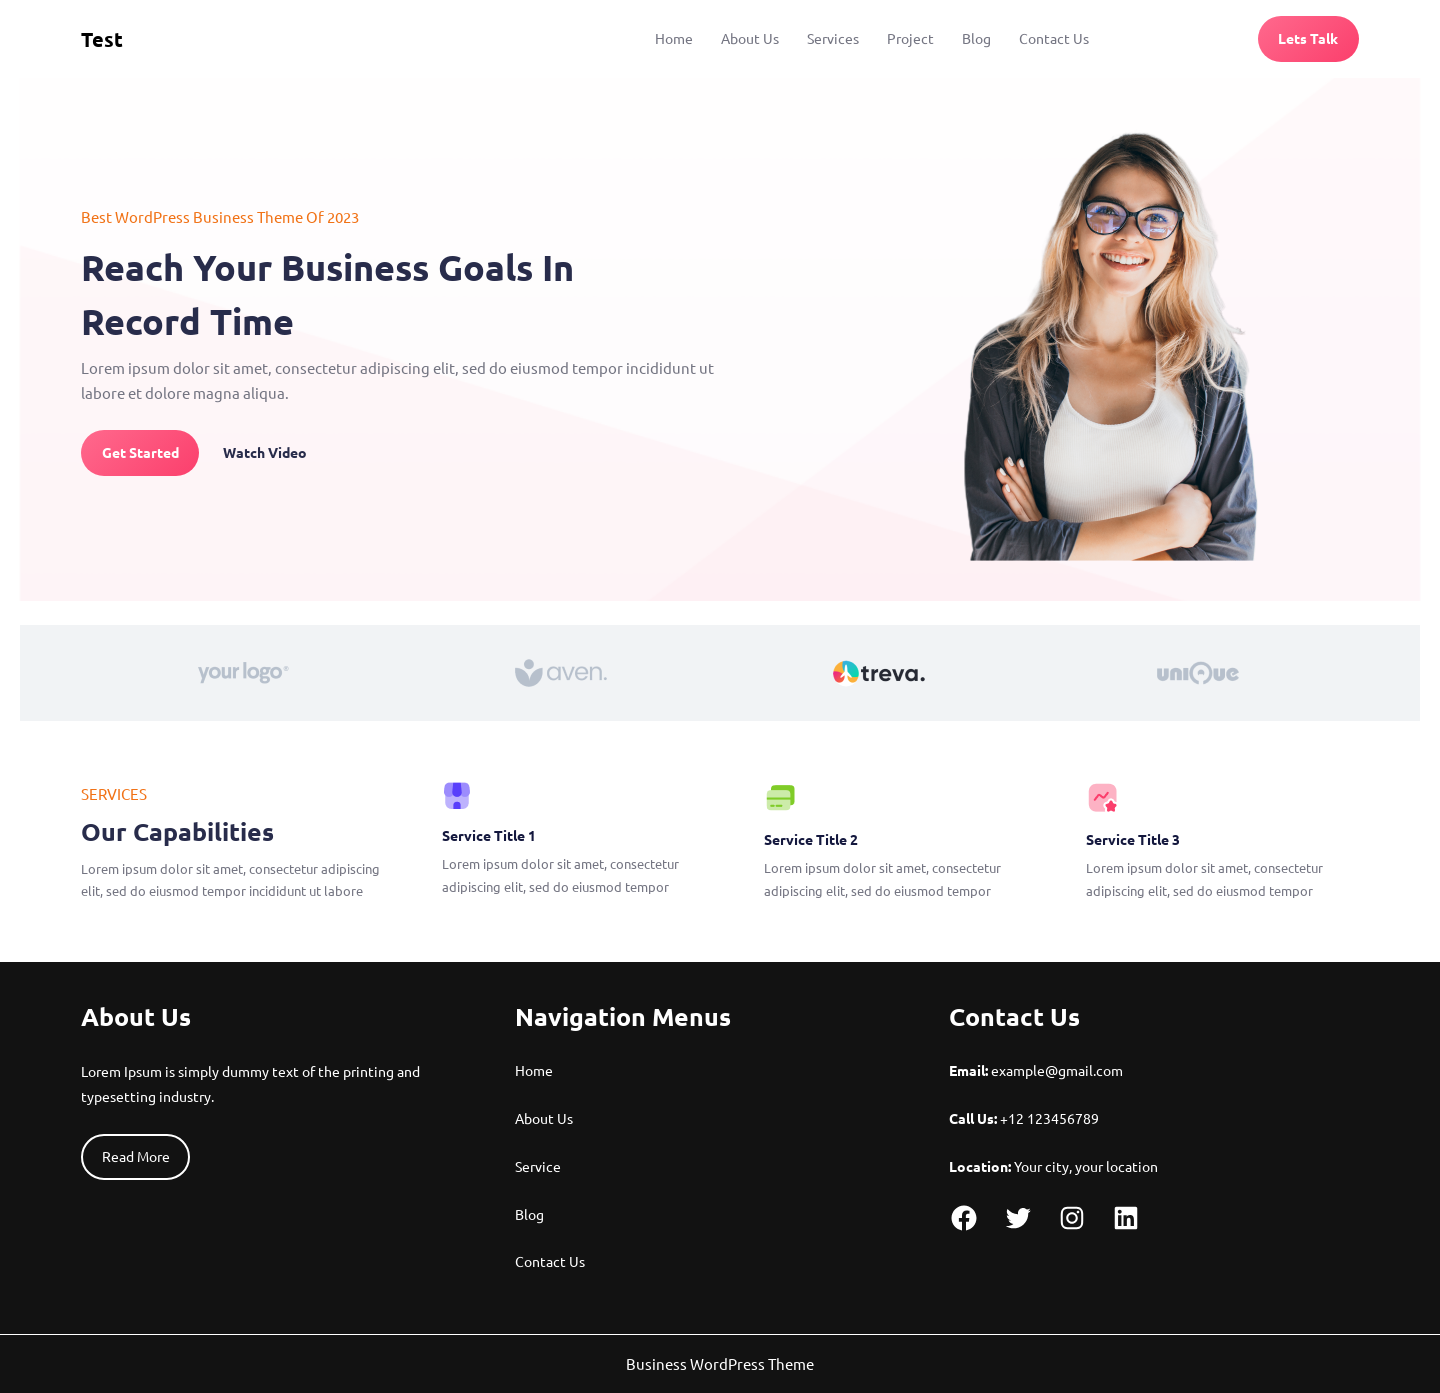 Test
Home
About Us
Services
Project
Blog
Contact Us
Lets Talk
Best WordPress Business Theme Of 2023
Reach Your Business Goals In
Record Time
Lorem ipsum dolor sit amet, consectetur adipiscing elit, sed do eiusmod tempor incididunt ut
labore et dolore magna aliqua.
Get Started
Watch Video
your logo®
aven.
treva.
uniQue
SERVICES
Our Capabilities
Lorem ipsum dolor sit amet, consectetur adipiscing
elit, sed do eiusmod tempor incididunt ut labore
Service Title 1
Lorem ipsum dolor sit amet, consectetur
adipiscing elit, sed do eiusmod tempor
Service Title 2
Lorem ipsum dolor sit amet, consectetur
adipiscing elit, sed do eiusmod tempor
Service Title 3
Lorem ipsum dolor sit amet, consectetur
adipiscing elit, sed do eiusmod tempor
About Us
Lorem Ipsum is simply dummy text of the printing and
typesetting industry.
Read More
Navigation Menus
Home
About Us
Service
Blog
Contact Us
Contact Us
Email: example@gmail.com
Call Us: +12 123456789
Location: Your city, your location
Business WordPress Theme